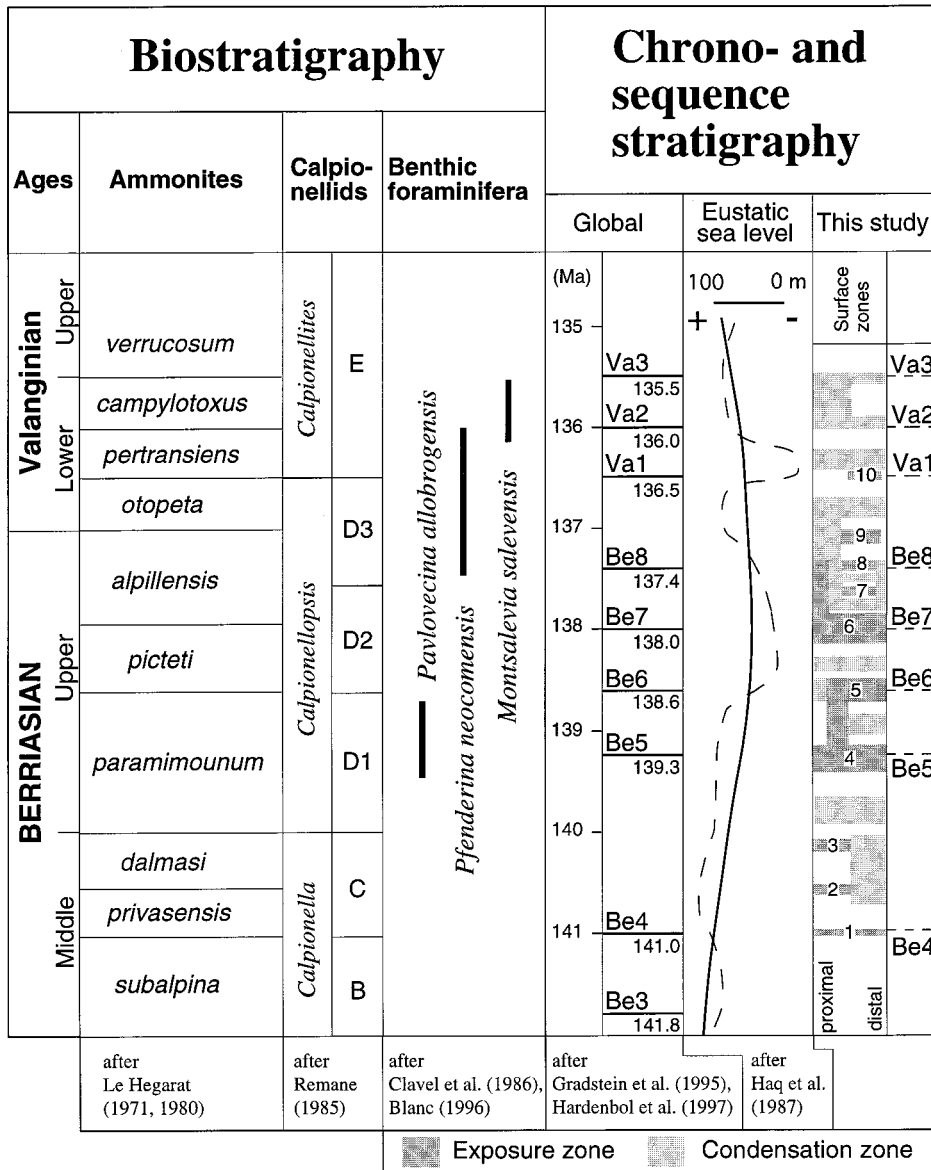 Biostratigraphy
Chrono- and
sequence
stratigraphy
Ages
Ammonites
Calpio-
nellids
Benthic
foraminifera
Global
Eustatic
sea level
This study
Valanginian
BERRIASIAN
Upper
Lower
Upper
Middle
verrucosum
campylotoxus
pertransiens
otopeta
alpillensis
picteti
paramimounum
dalmasi
privasensis
subalpina
Calpionellites
Calpionellopsis
Calpionella
E
D3
D2
D1
C
B
Pavlovecina allobrogensis
Pfenderina neocomensis
Montsalevia salevensis
(Ma)
135
136
137
138
139
140
141
Va3
135.5
Va2
136.0
Va1
136.5
Be8
137.4
Be7
138.0
Be6
138.6
Be5
139.3
Be4
141.0
Be3
141.8
100 0 m
+ -
Surface
zones
10
9
8
7
6
5
4
3
2
1
proximal
distal
Va3
Va2
Va1
Be8
Be7
Be6
Be5
Be4
after
Le Hegarat
(1971, 1980)
after
Remane
(1985)
after
Clavel et al. (1986),
Blanc (1996)
after
Gradstein et al. (1995),
Hardenbol et al. (1997)
after
Haq et al.
(1987)
Exposure zone
Condensation zone